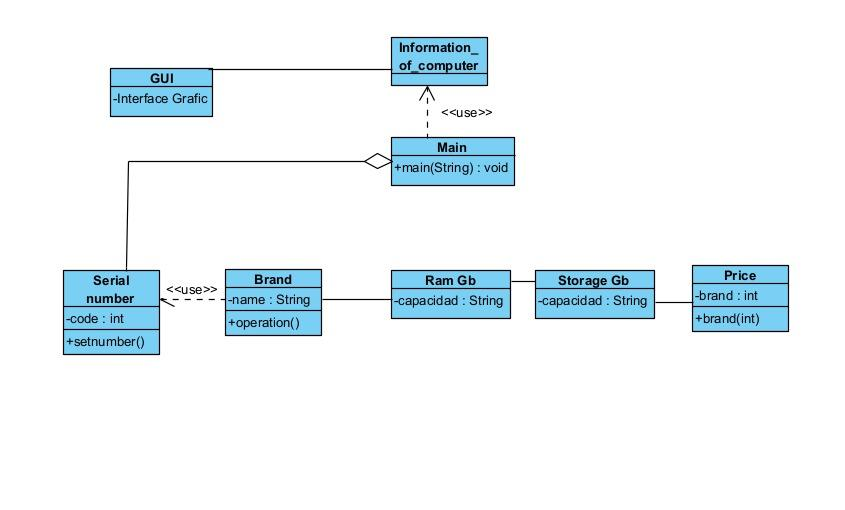 Information_
of_computer
GUI
-Interface Grafic
<<use>>
Main
+main(String) : void
Serial
number
-code : int
+setnumber()
<<use>>
Brand
-name : String
+operation()
Ram Gb
-capacidad : String
Storage Gb
-capacidad : String
Price
-brand : int
+brand(int)